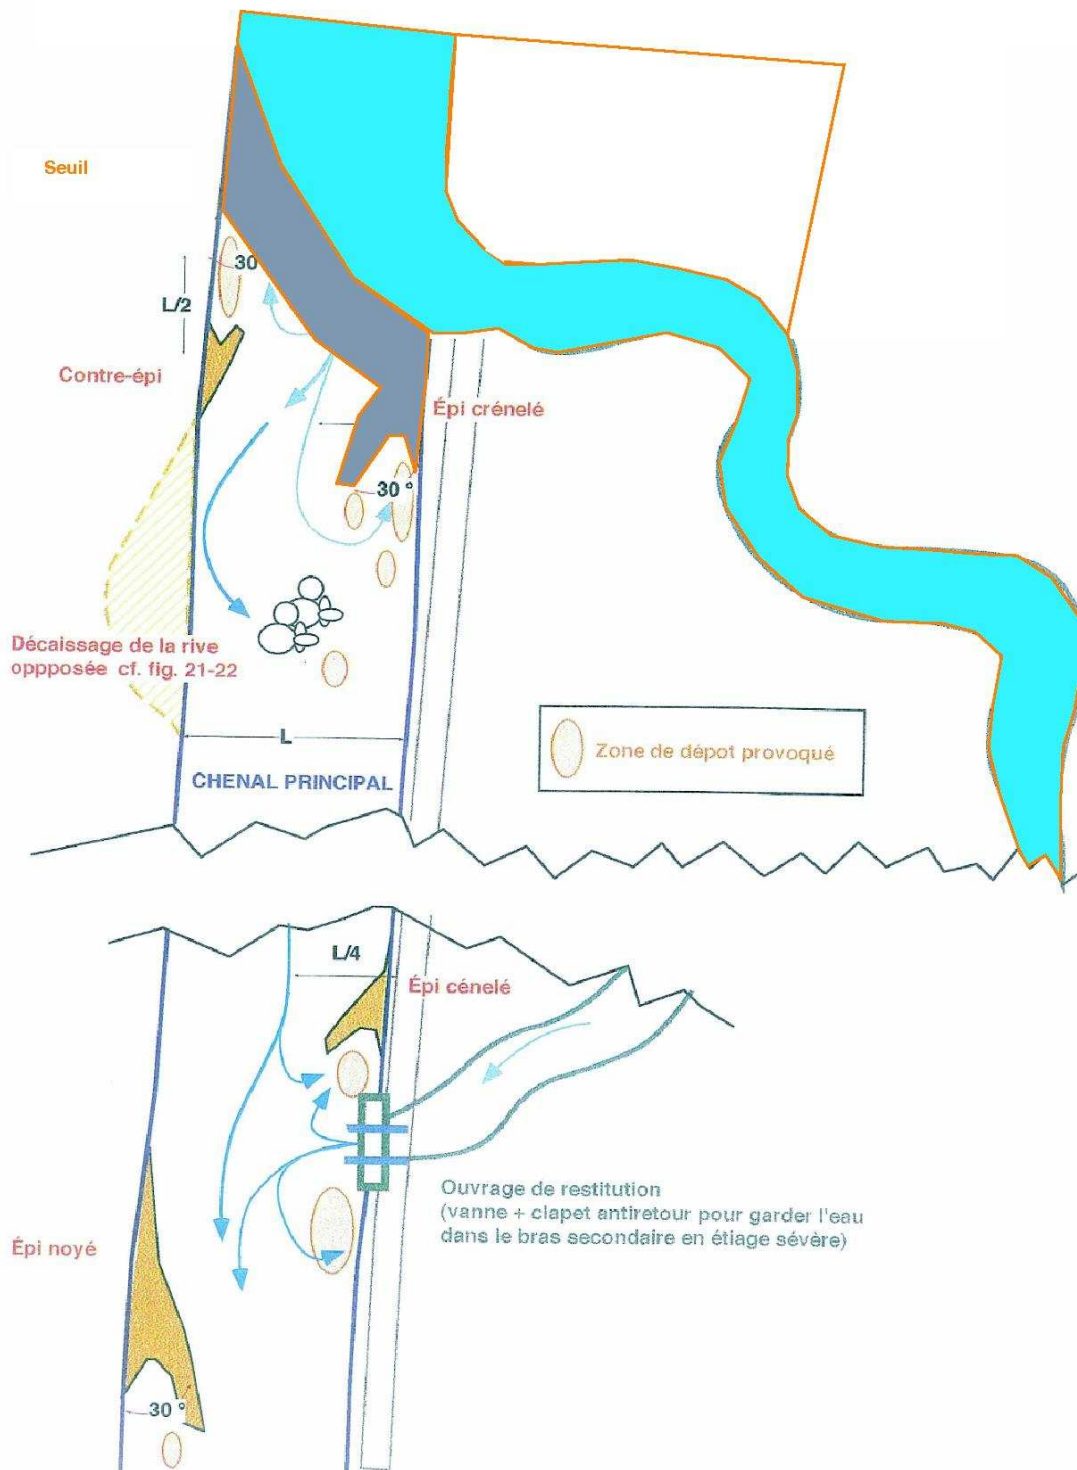 Seuil
30
L/2
Contre-épi
Épi crénelé
30 °
Décaissage de la rive
oppposée cf. fig. 21-22
L
Zone de dépot provoqué
CHENAL PRINCIPAL
L/4
Épi cénelé
Ouvrage de restitution
(vanne + clapet antiretour pour garder l'eau
dans le bras secondaire en étiage sévère)
Épi noyé
30 °